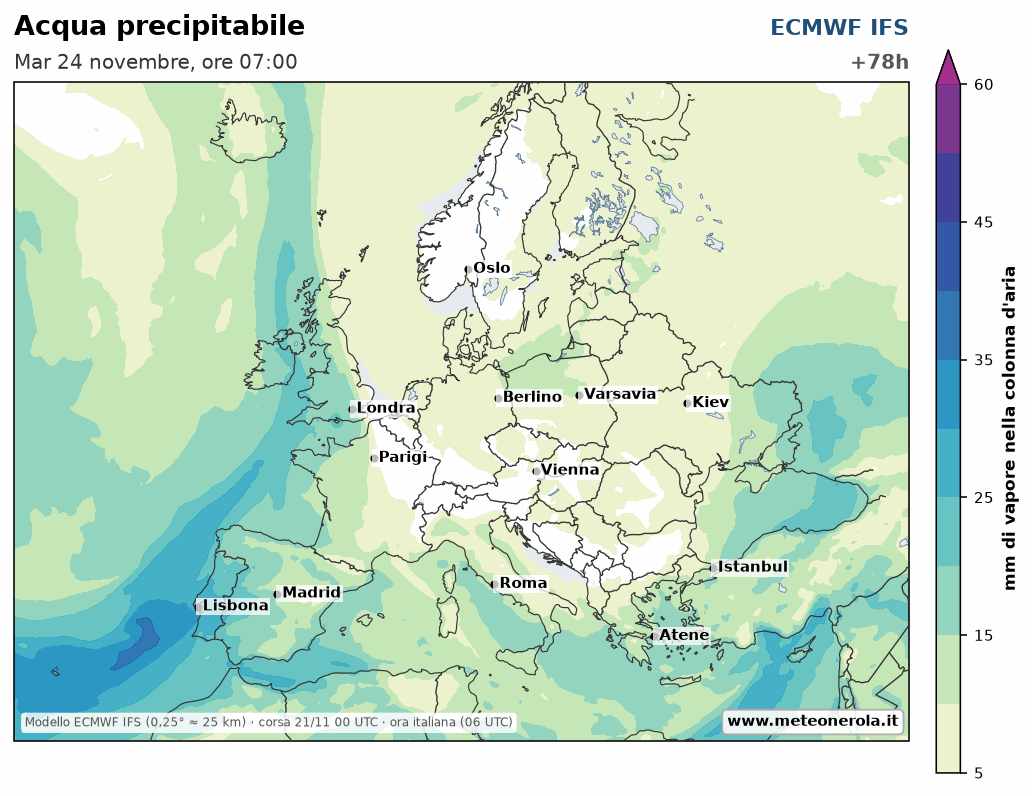 Acqua precipitabile
ECMWF IFS
Mar 24 novembre, ore 07:00
+78h
60
45
35
25
15
5
mm di vapore nella colonna d'aria
Oslo
Londra
Berlino
Varsavia
Kiev
Parigi
Vienna
Istanbul
Roma
Madrid
Lisbona
Atene
Modello ECMWF IFS (0,25° ≈ 25 km) · corsa 21/11 00 UTC · ora italiana (06 UTC)
www.meteonerola.it